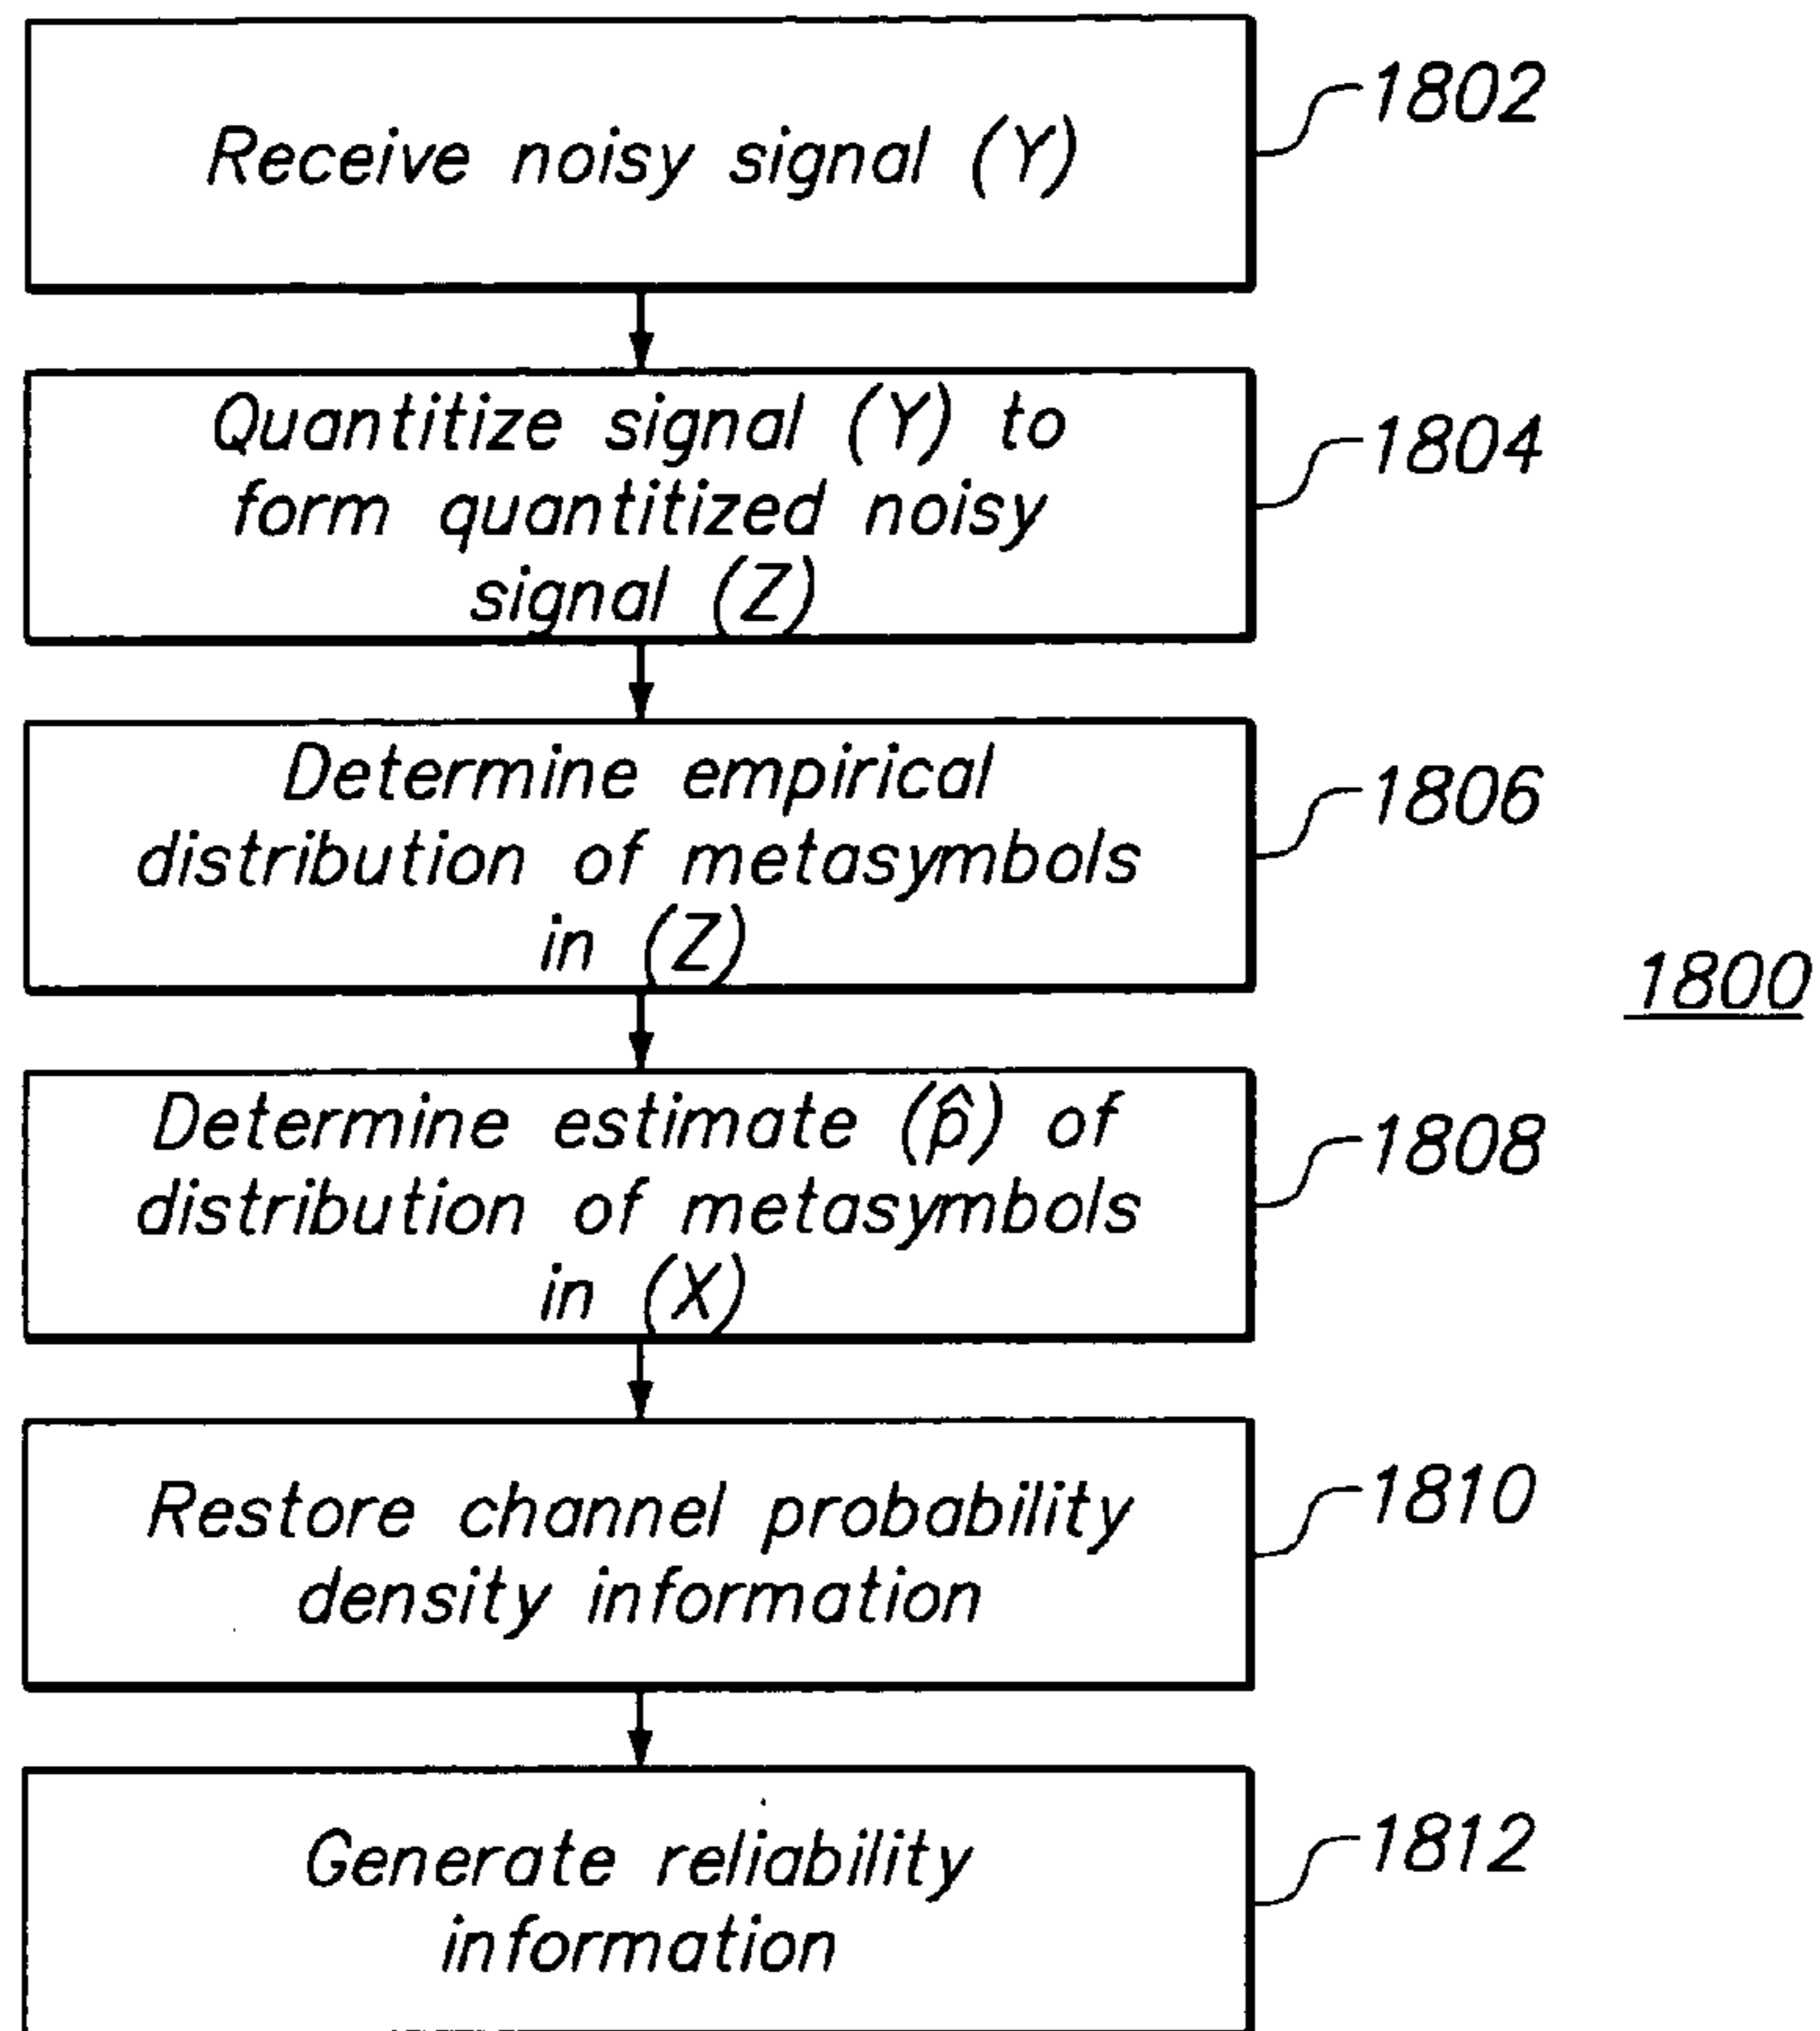 Receive noisy signal (Y)
1802
Quantitize signal (Y) to
form quantitized noisy
signal (Z)
1804
Determine empirical
distribution of metasymbols
in (Z)
1806
1800
Determine estimate (p̂) of
distribution of metasymbols
in (X)
1808
Restore channel probability
density information
1810
Generate reliability
information
1812